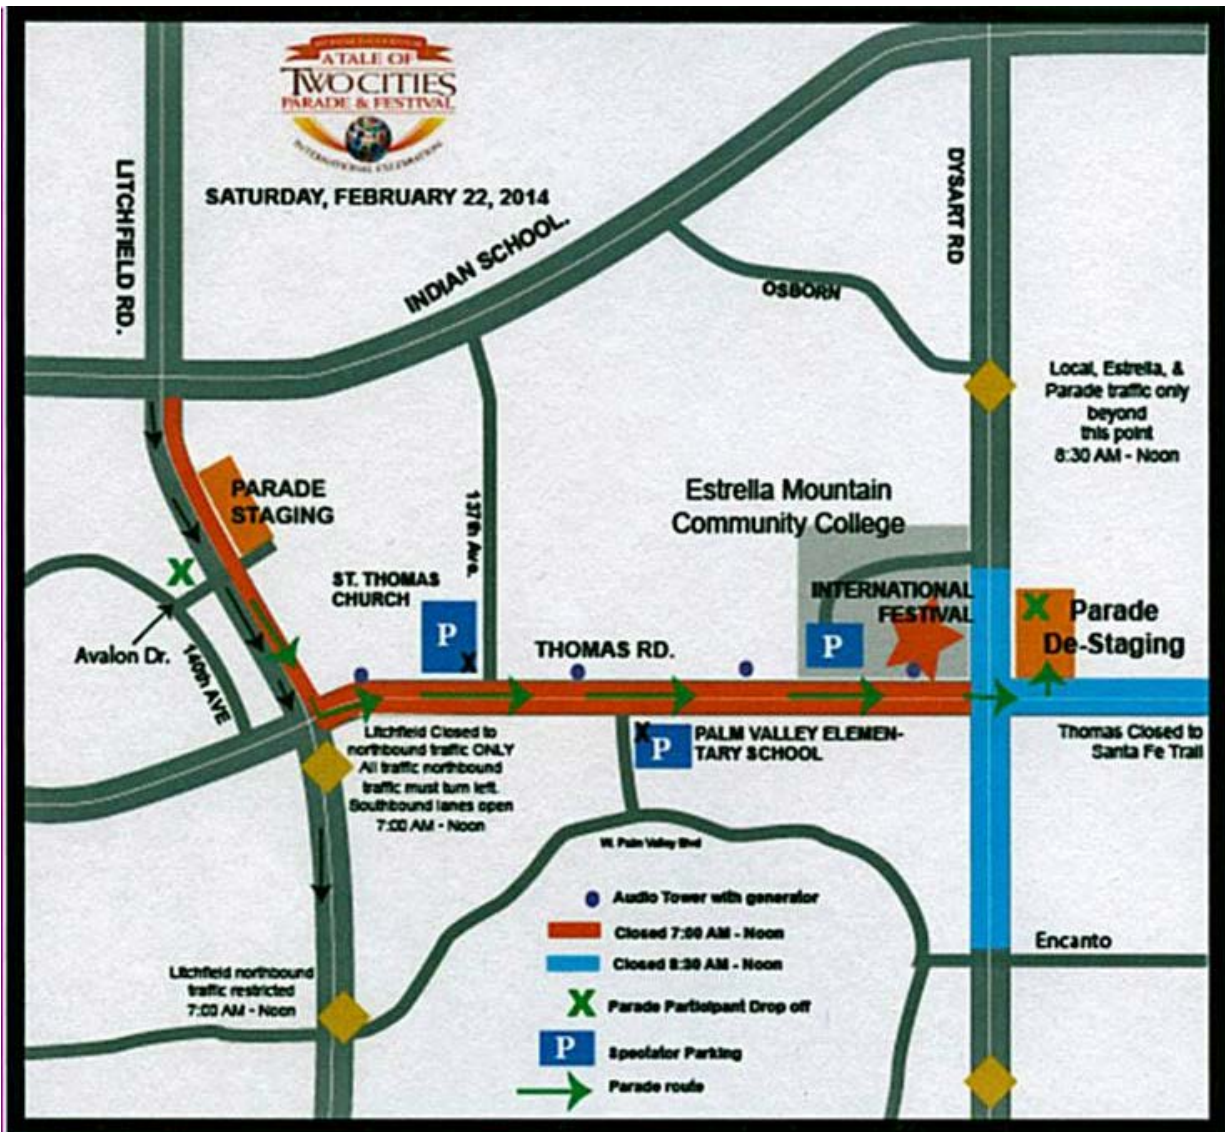 A TALE OF
TWO CITIES
PARADE & FESTIVAL
INTERNATIONAL CELEBRATION
SATURDAY, FEBRUARY 22, 2014
LITCHFIELD RD.
INDIAN SCHOOL.
DYSART RD
OSBORN
Local, Estrella, &
Parade traffic only
beyond
this point
8:30 AM - Noon
PARADE
STAGING
137th Ave.
Estrella Mountain
Community College
X
ST. THOMAS
CHURCH
INTERNATIONAL
FESTIVAL
X
Parade
De-Staging
P
X
THOMAS RD.
P
Avalon Dr.
140th AVE
Litchfield Closed to
northbound traffic ONLY
All traffic northbound
traffic must turn left.
Southbound lanes open
7:00 AM - Noon
X
P
PALM VALLEY ELEMEN-
TARY SCHOOL
Thomas Closed to
Santa Fe Trail
W. Palm Valley Blvd
Audio Tower with generator
Closed 7:00 AM - Noon
Closed 8:30 AM - Noon
Encanto
Litchfield northbound
traffic restricted
7:00 AM - Noon
X Parade Participant Drop off
P Spectator Parking
Parade route